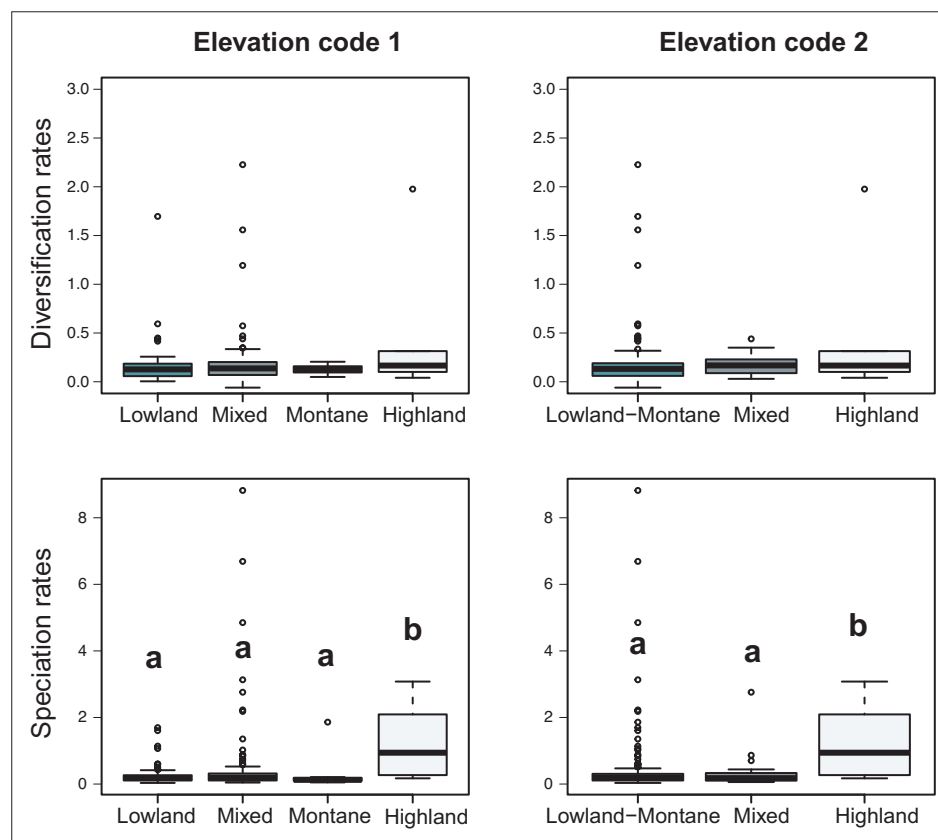 Elevation code 1
Elevation code 2
Diversification rates
3.0
2.5
2.0
1.5
1.0
0.5
0.0
Lowland Mixed Montane Highland
3.0
2.5
2.0
1.5
1.0
0.5
0.0
Lowland−Montane Mixed Highland
Speciation rates
8
6
4
2
0
a a a b
Lowland Mixed Montane Highland
8
6
4
2
0
a a b
Lowland−Montane Mixed Highland